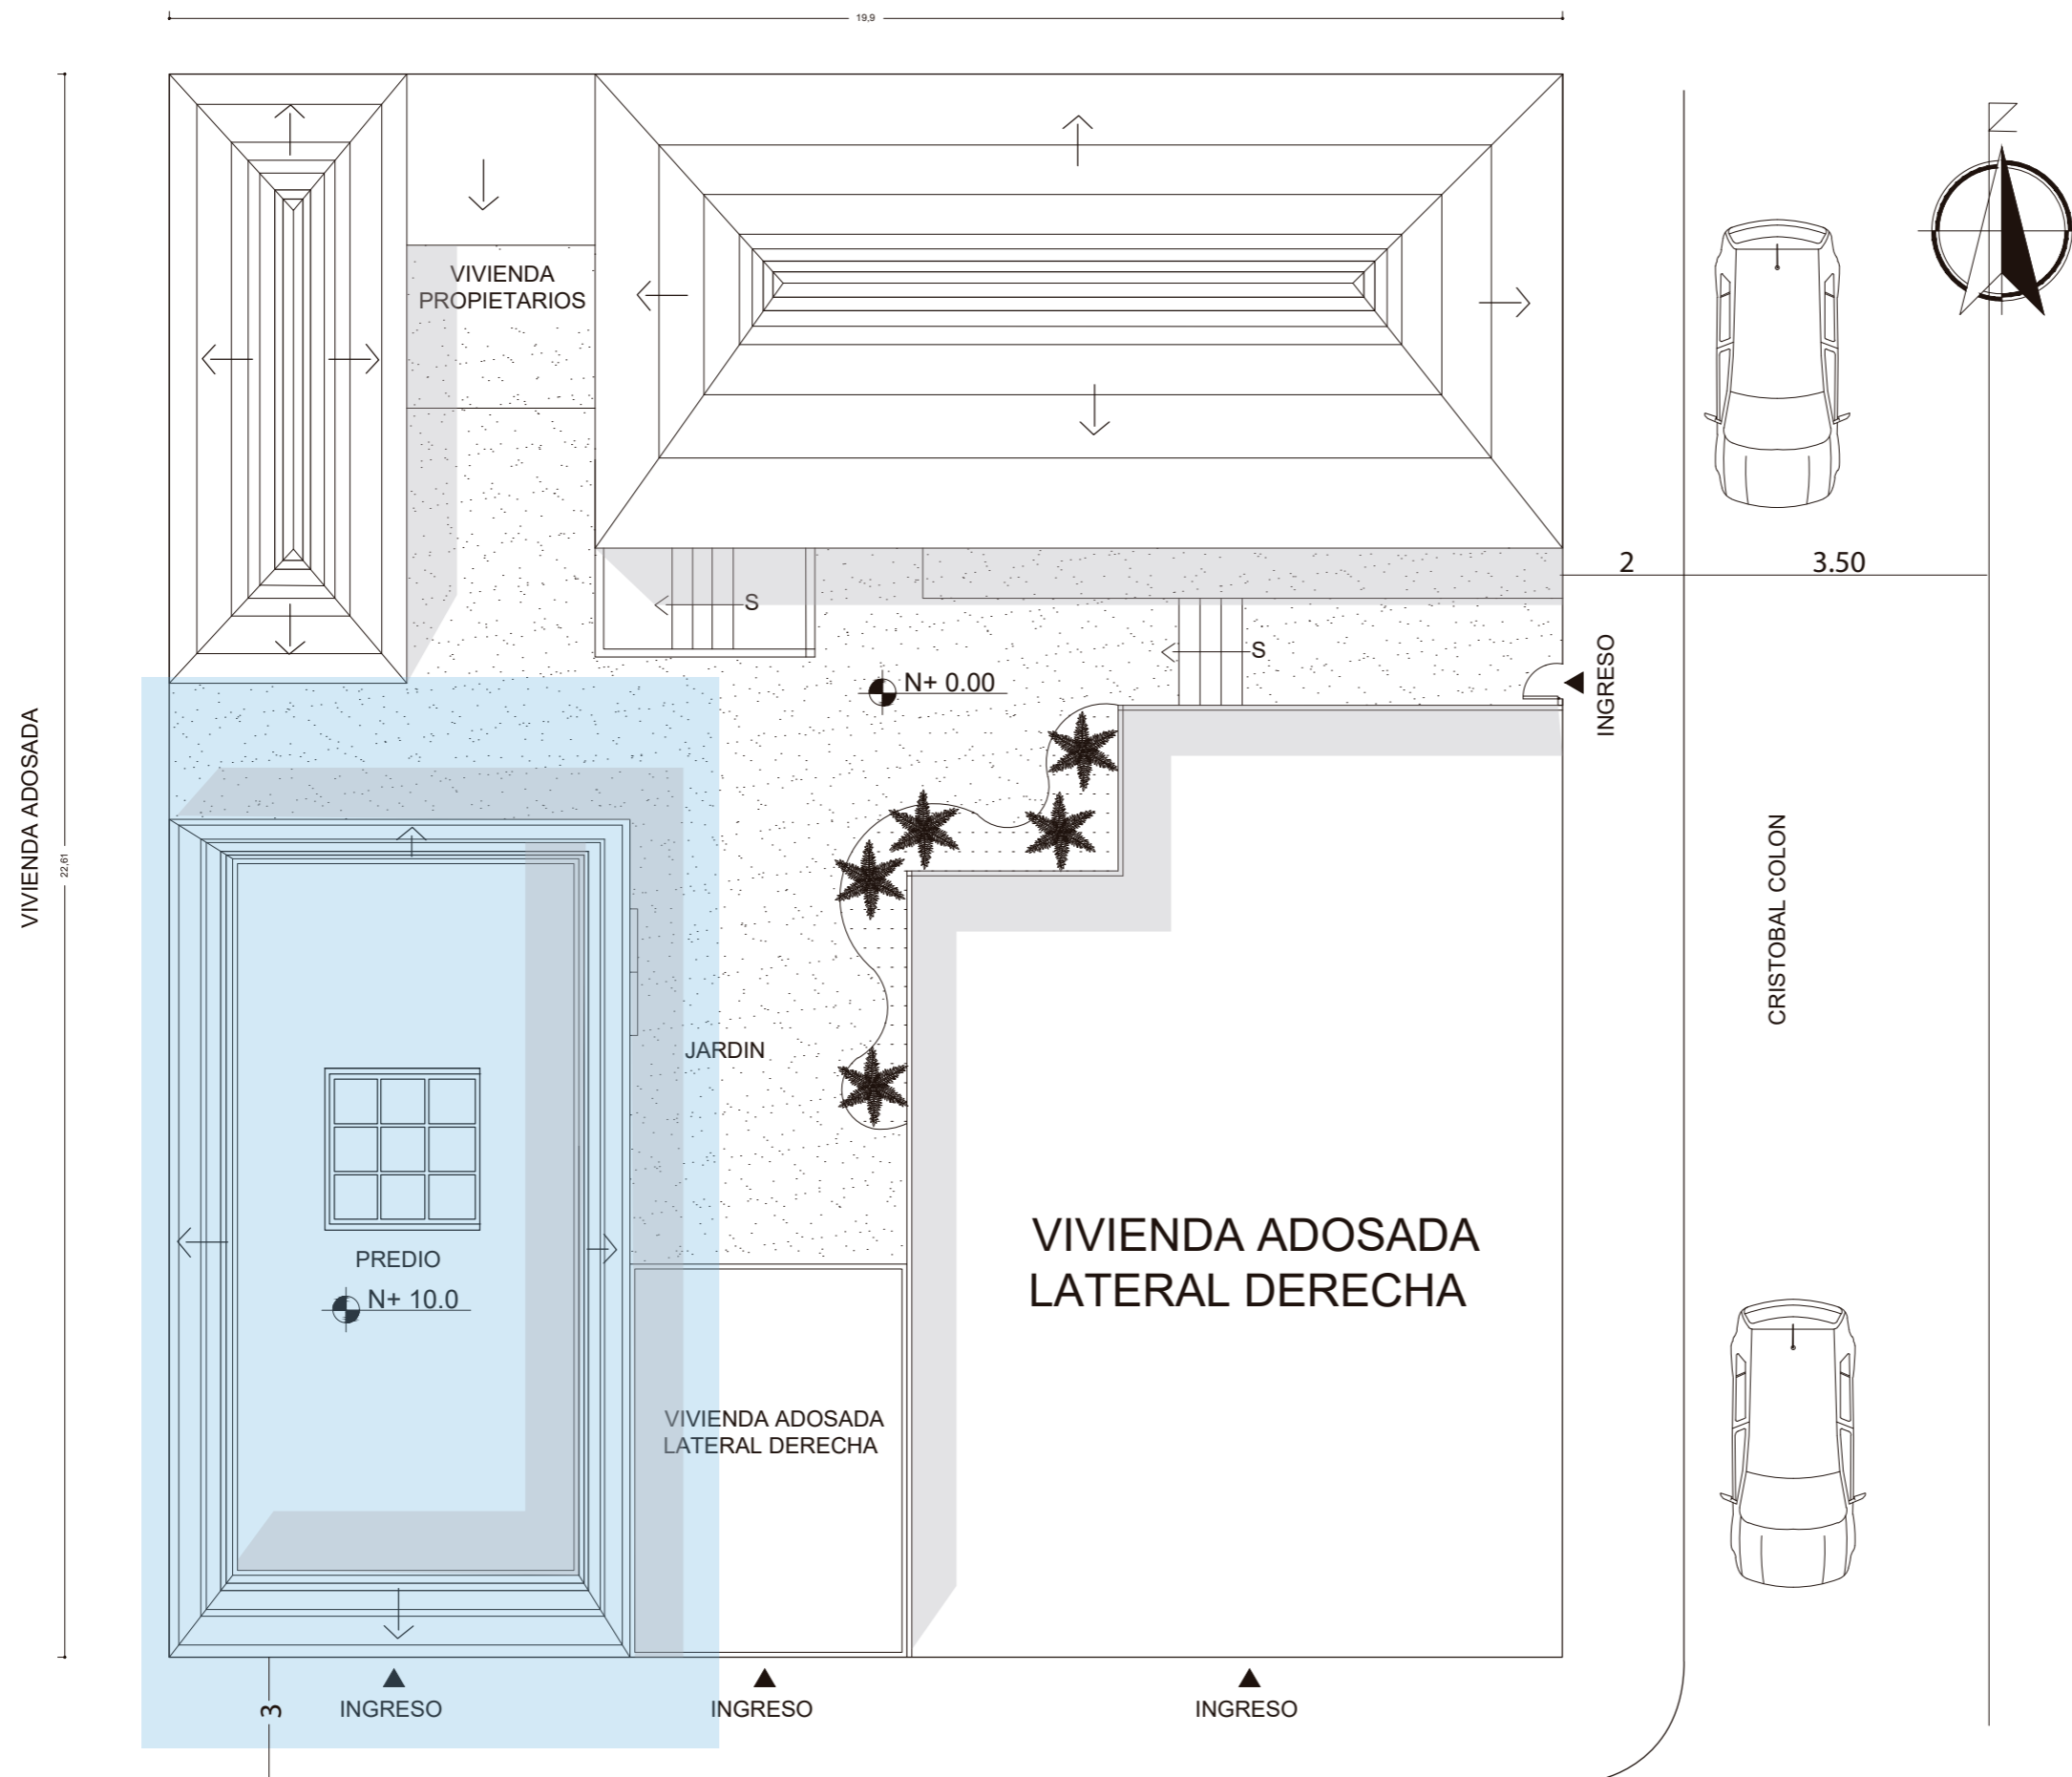 19,9
N
VIVIENDA
PROPIETARIOS
2
3.50
S
S
INGRESO
N+ 0.00
VIVIENDA ADOSADA
22,61
CRISTOBAL COLON
JARDIN
VIVIENDA ADOSADA
LATERAL DERECHA
PREDIO
N+ 10.0
VIVIENDA ADOSADA
LATERAL DERECHA
3
INGRESO
INGRESO
INGRESO